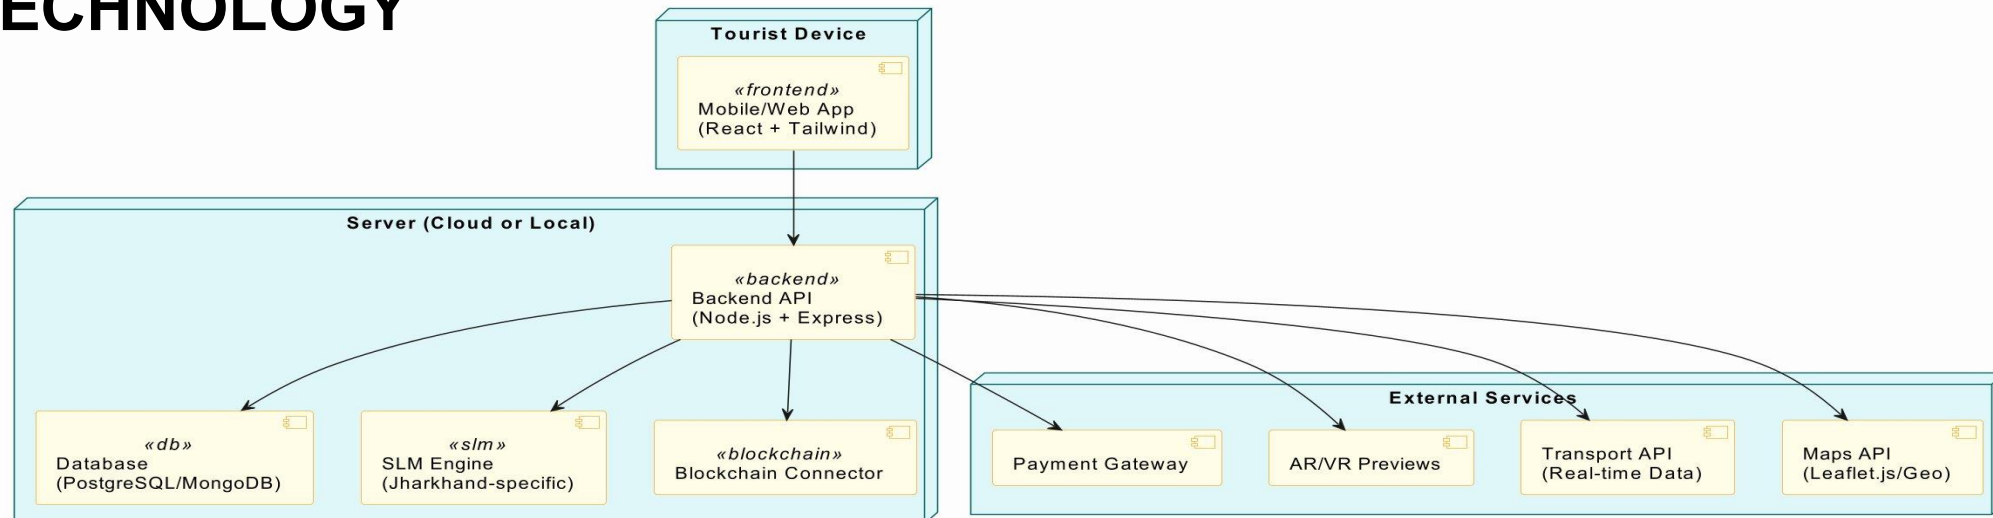 ECHNOLOGY
Tourist Device
«frontend»
Mobile/Web App
(React + Tailwind)
Server (Cloud or Local)
«backend»
Backend API
(Node.js + Express)
«db»
Database
(PostgreSQL/MongoDB)
«slm»
SLM Engine
(Jharkhand-specific)
«blockchain»
Blockchain Connector
External Services
Payment Gateway
AR/VR Previews
Transport API
(Real-time Data)
Maps API
(Leaflet.js/Geo)